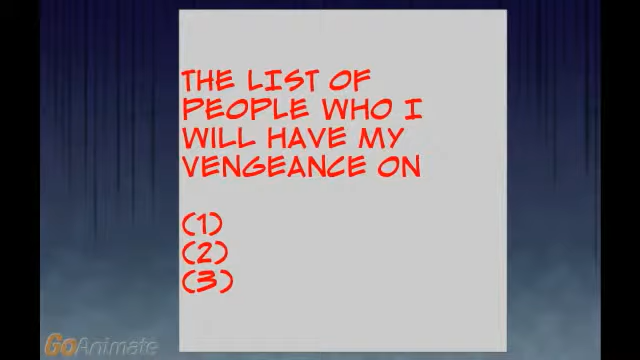 THE LIST OF
PEOPLE WHO I
WILL HAVE MY
VENGEANCE ON
(1)
(2)
(3)
GoAnimate